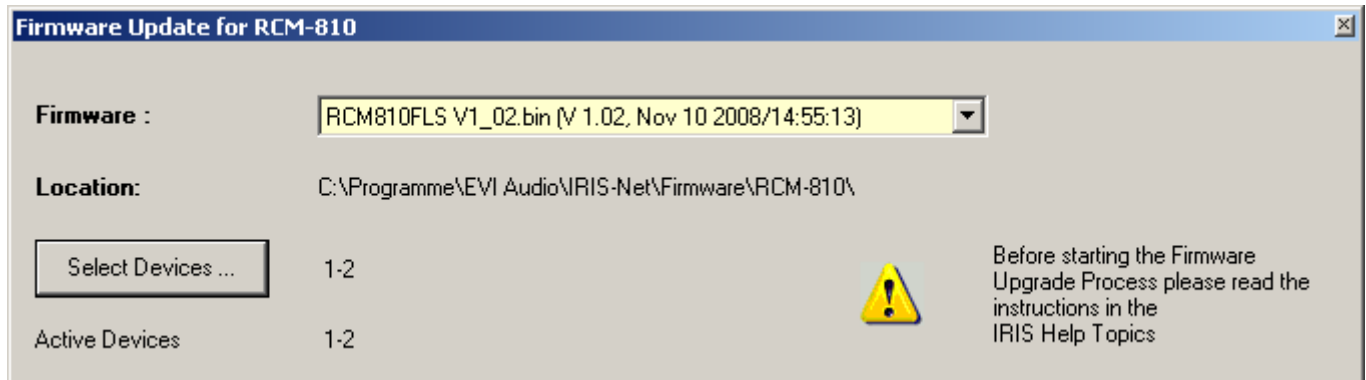 Firmware Update for RCM-810
Firmware :
RCM810FLS V1_02.bin (V 1.02, Nov 10 2008/14:55:13)
Location:
C:\Programme\EVI Audio\IRIS-Net\Firmware\RCM-810\
Select Devices ...
1-2
Before starting the Firmware
Upgrade Process please read the
instructions in the
IRIS Help Topics
Active Devices
1-2